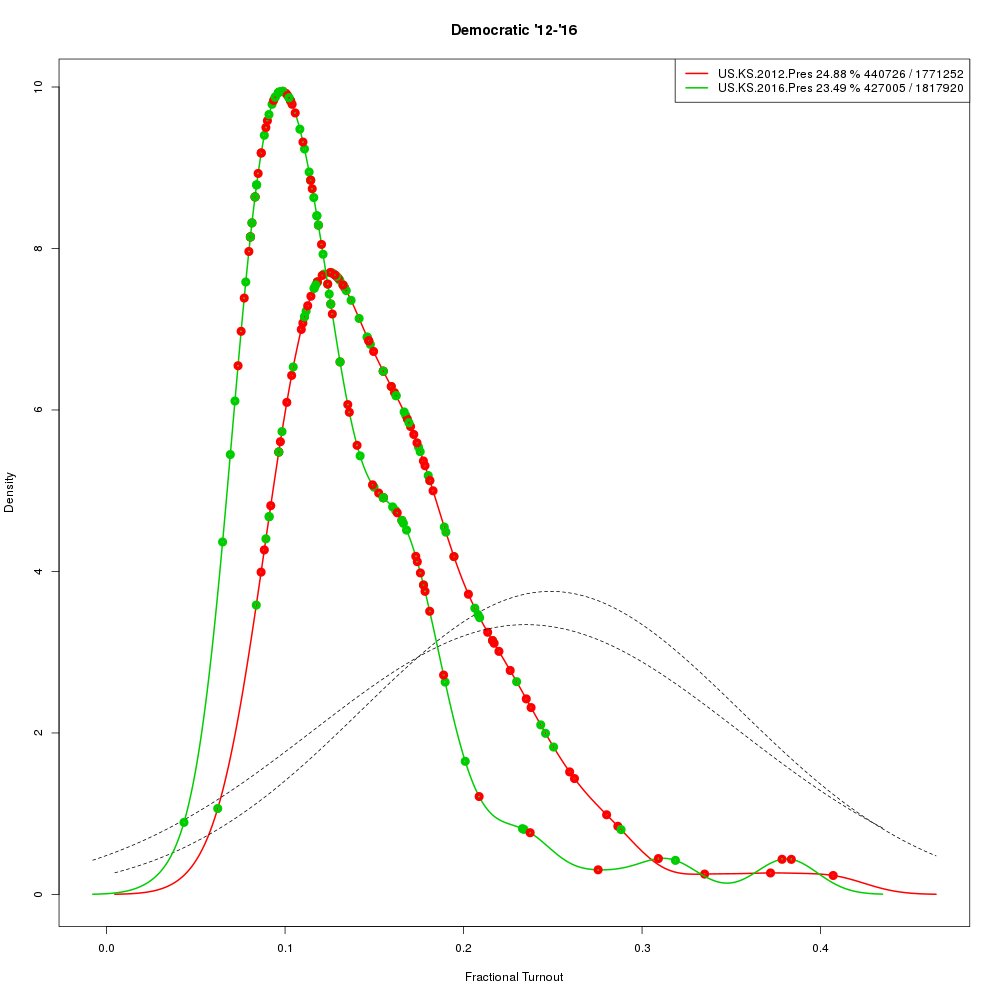 Democratic '12-'16
US.KS.2012.Pres 24.88 % 440726 / 1771252
US.KS.2016.Pres 23.49 % 427005 / 1817920
10
8
6
4
2
0
Density
0.0 0.1 0.2 0.3 0.4
Fractional Turnout